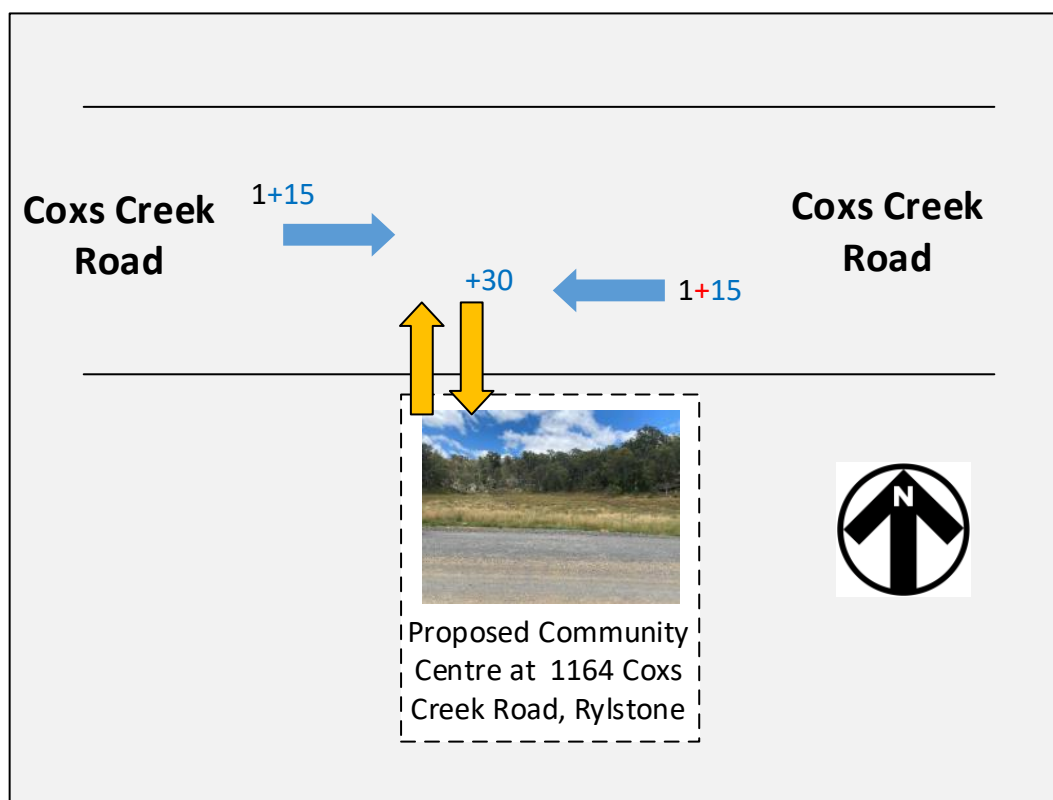 Coxs Creek
Road
1+15
Coxs Creek
Road
+30
1+15
N
Proposed Community
Centre at 1164 Coxs
Creek Road, Rylstone